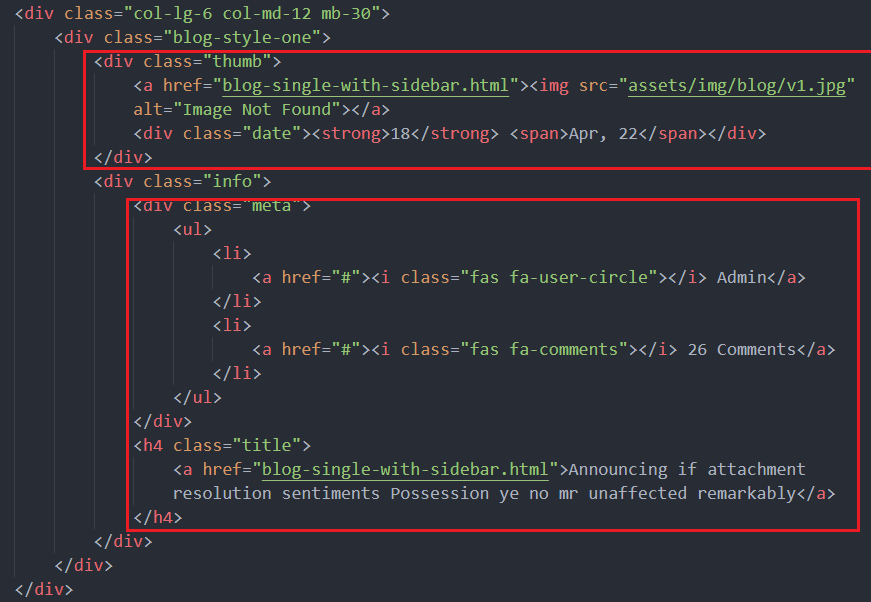 <div class="col-lg-6 col-md-12 mb-30">
<div class="blog-style-one">
<div class="thumb">
<a href="blog-single-with-sidebar.html"><img src="assets/img/blog/v1.jpg"
alt="Image Not Found"></a>
<div class="date"><strong>18</strong> <span>Apr, 22</span></div>
</div>
<div class="info">
<div class="meta">
<ul>
<li>
<a href="#"><i class="fas fa-user-circle"></i> Admin</a>
</li>
<li>
<a href="#"><i class="fas fa-comments"></i> 26 Comments</a>
</li>
</ul>
</div>
<h4 class="title">
<a href="blog-single-with-sidebar.html">Announcing if attachment
resolution sentiments Possession ye no mr unaffected remarkably</a>
</h4>
</div>
</div>
</div>